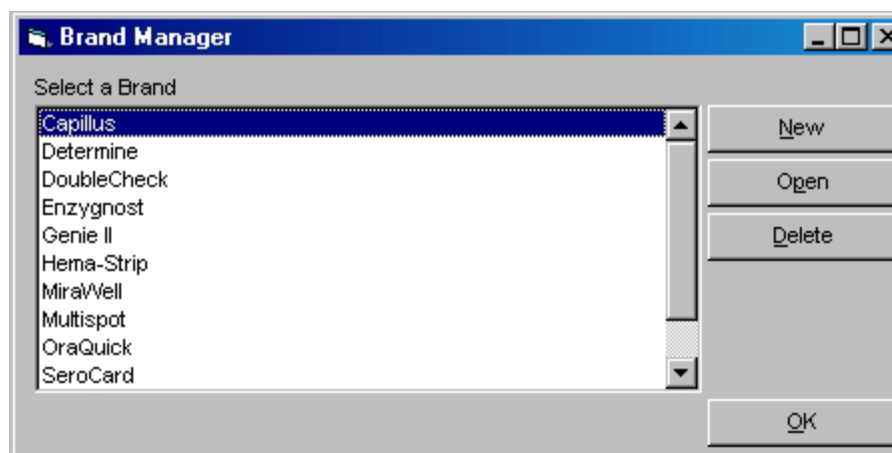 Brand Manager
Select a Brand
Capillus
Determine
DoubleCheck
Enzygnost
Genie II
Hema-Strip
MiraWell
Multispot
OraQuick
SeroCard
New
Open
Delete
OK